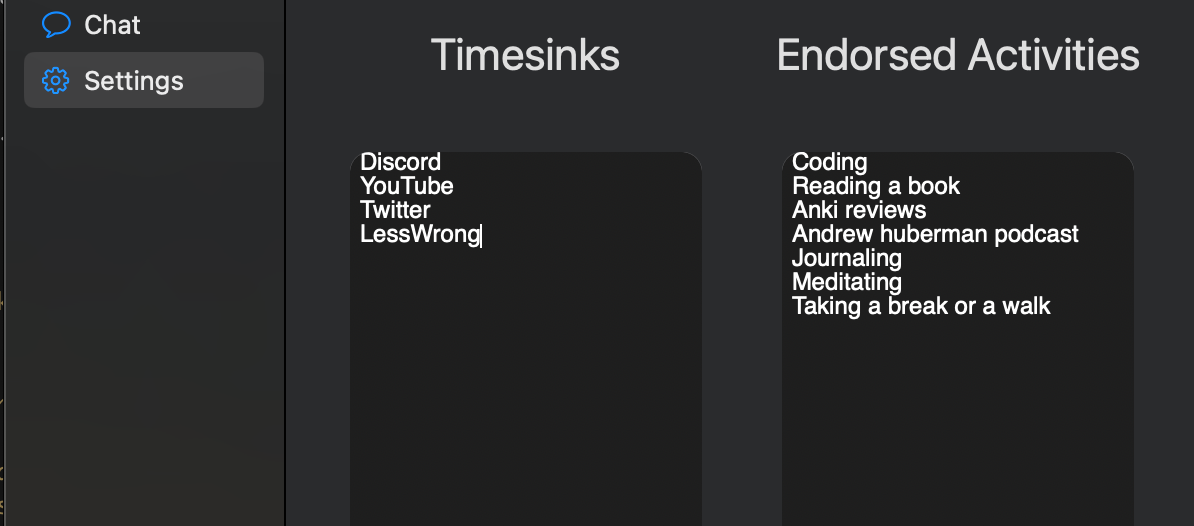 Chat
Settings
Timesinks
Discord
YouTube
Twitter
LessWrong
Endorsed Activities
Coding
Reading a book
Anki reviews
Andrew huberman podcast
Journaling
Meditating
Taking a break or a walk